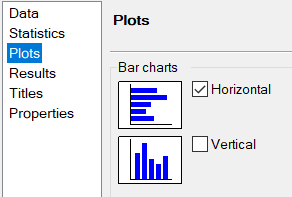 Data
Statistics
Plots
Results
Titles
Properties
Plots
Bar charts
Horizontal
Vertical